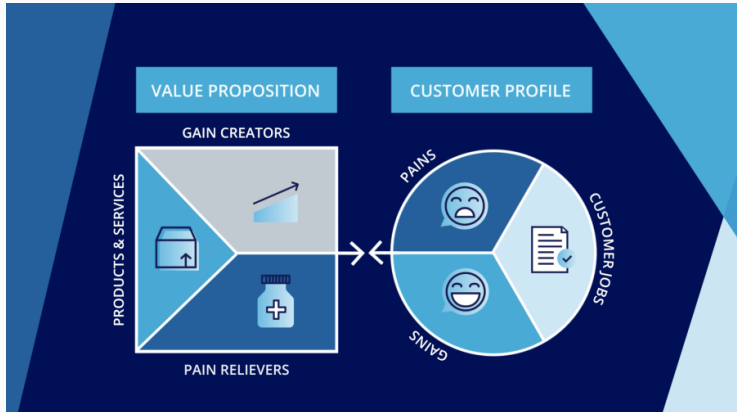 VALUE PROPOSITION
CUSTOMER PROFILE
GAIN CREATORS
PRODUCTS & SERVICES
PAIN RELIEVERS
PAINS
CUSTOMER JOBS
GAINS